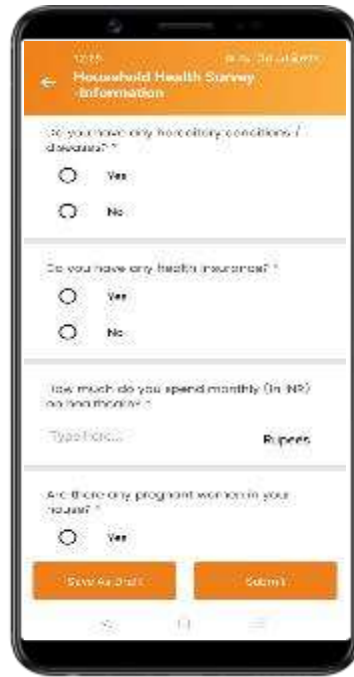 Household Health Survey
-Information
Do you have any hereditary conditions /
diseases? *
Yes
No
Do you have any health insurance? *
Yes
No
How much do you spend monthly (in INR)
on healthcare? *
Type here...
Rupees
Are there any pregnant women in your
house? *
Yes
Save As Draft
Submit